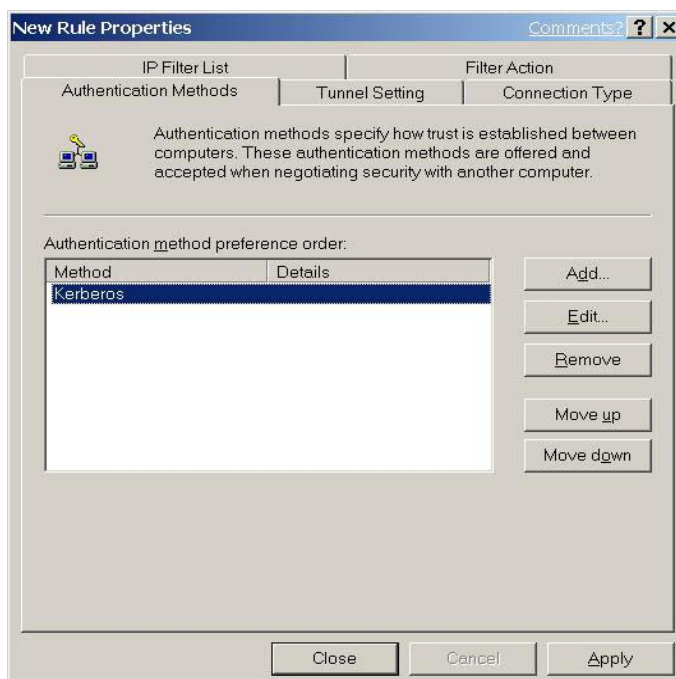 New Rule Properties
Comments? ? ×
IP Filter List
Filter Action
Authentication Methods
Tunnel Setting
Connection Type
Authentication methods specify how trust is established between
computers. These authentication methods are offered and
accepted when negotiating security with another computer.
Authentication method preference order:
Method
Details
Kerberos
Add...
Edit...
Remove
Move up
Move down
Close
Cancel
Apply